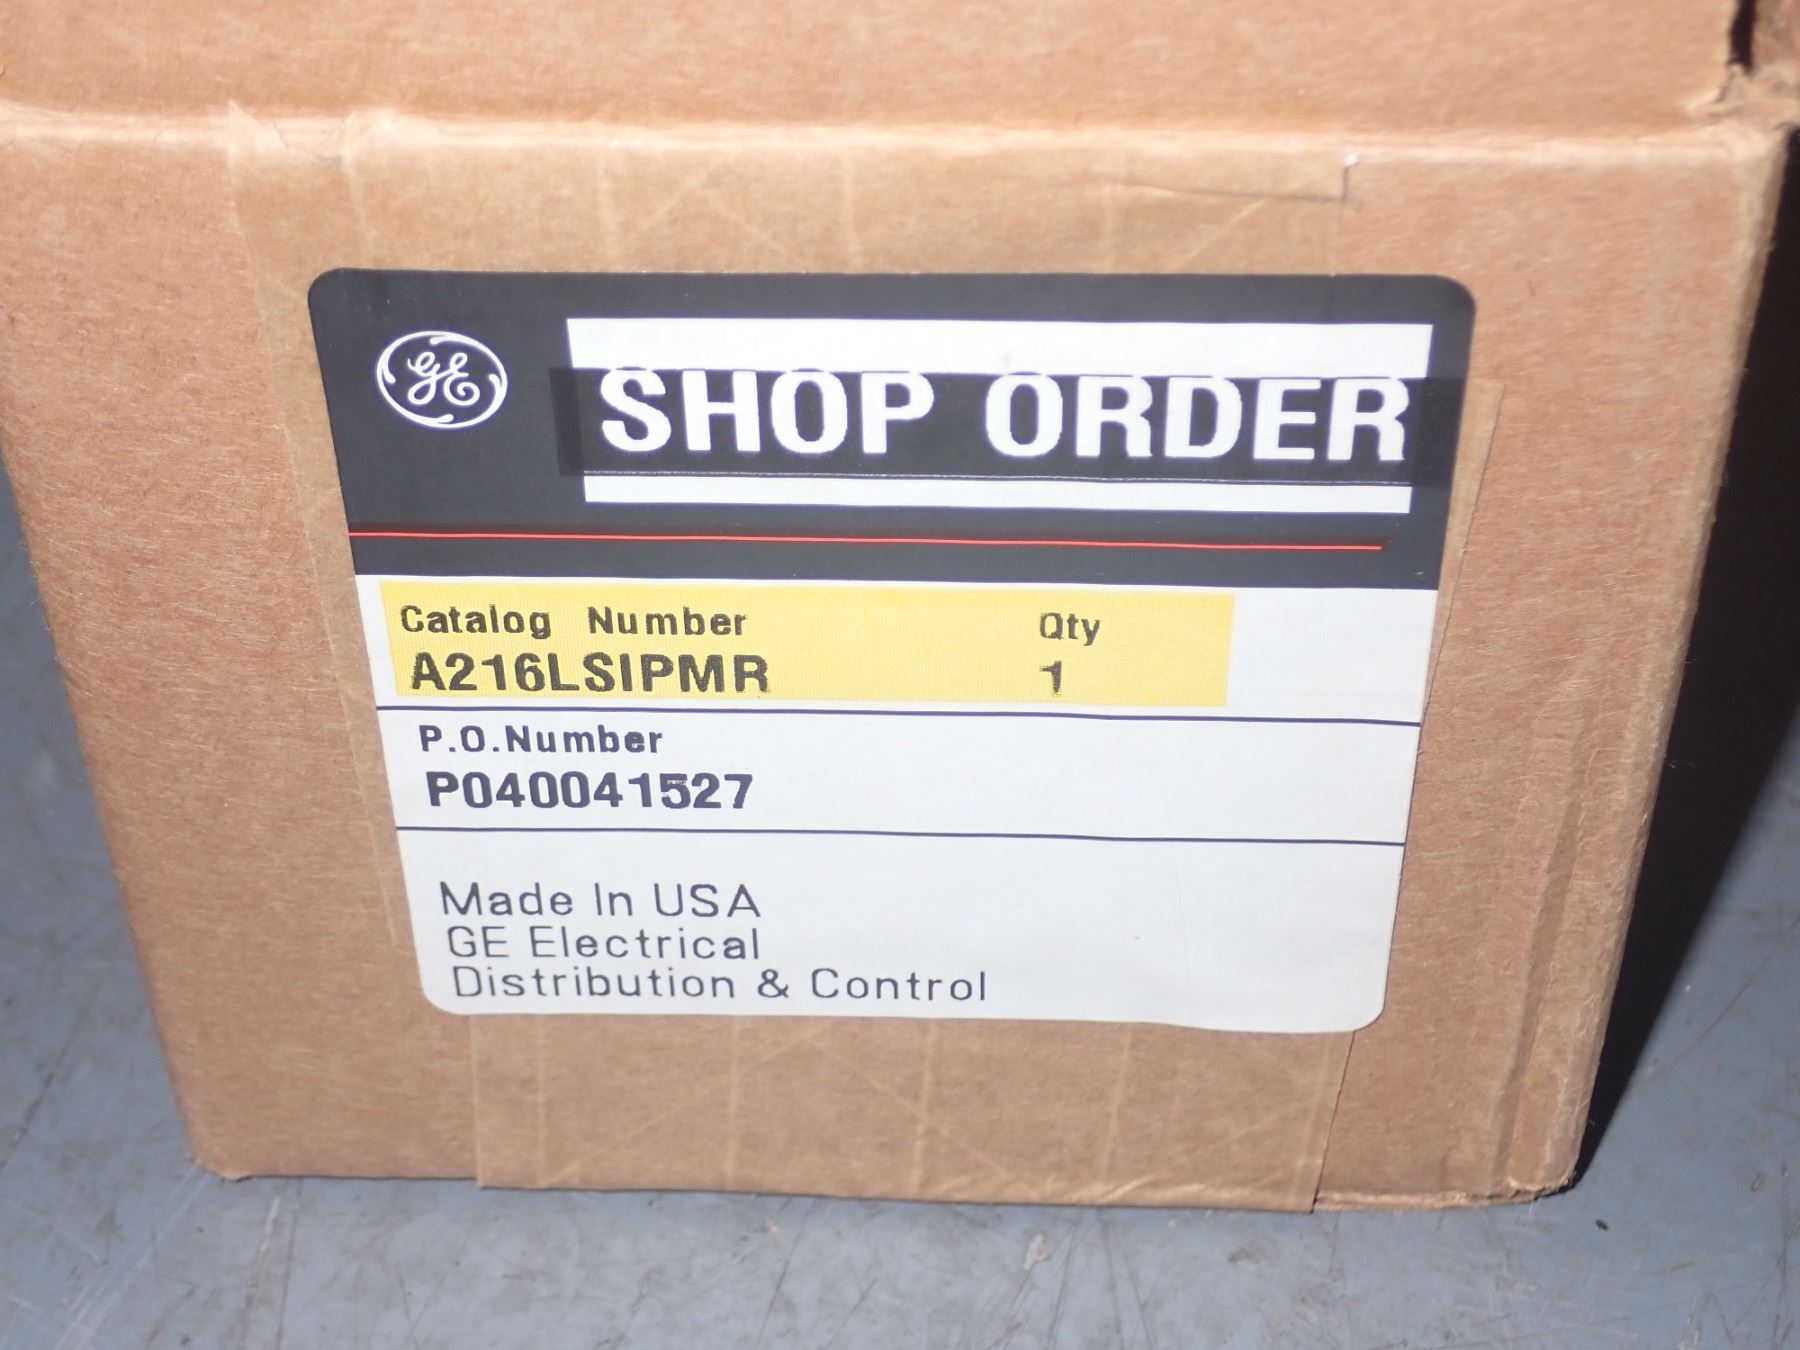 GE
SHOP ORDER
Catalog Number Qty
A216LSIPMR 1
P.O.Number
P040041527
Made In USA
GE Electrical
Distribution & Control